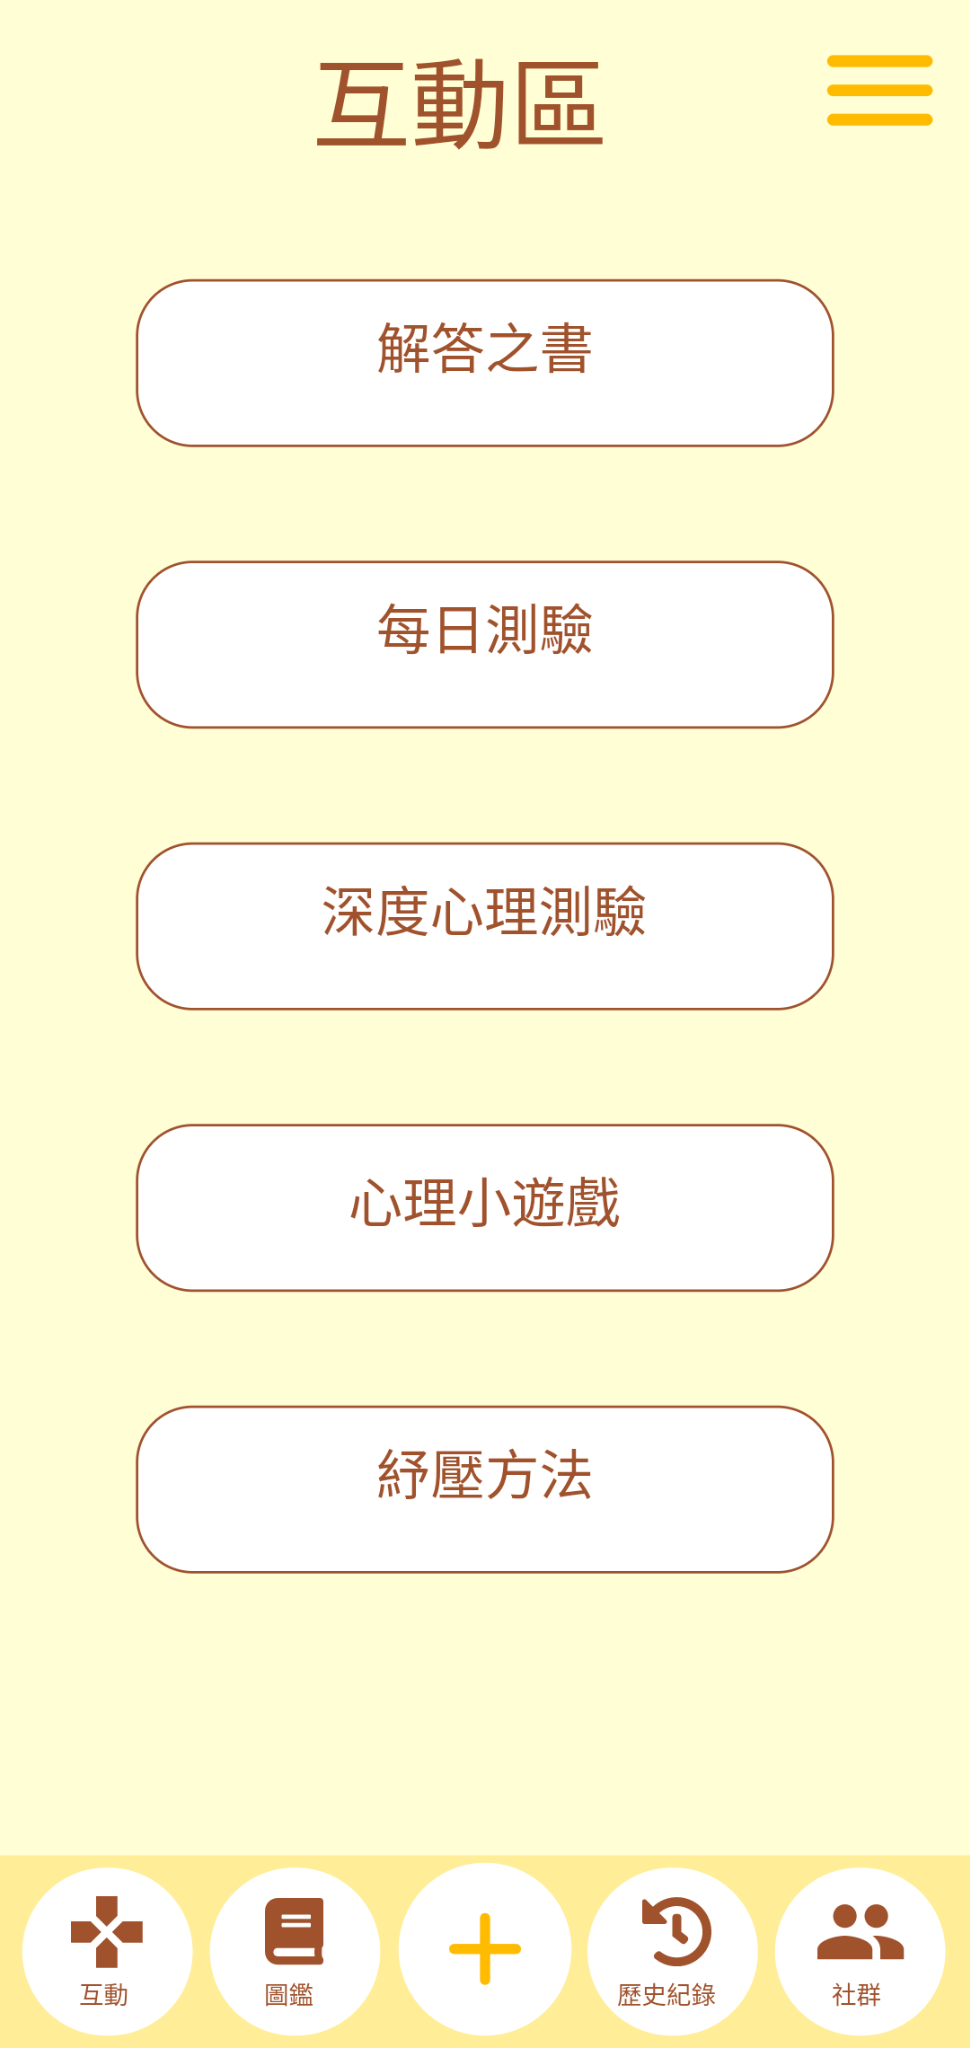 互動區
解答之書
每日測驗
深度心理測驗
心理小遊戲
紓壓方法
互動
圖鑑
歷史紀錄
社群